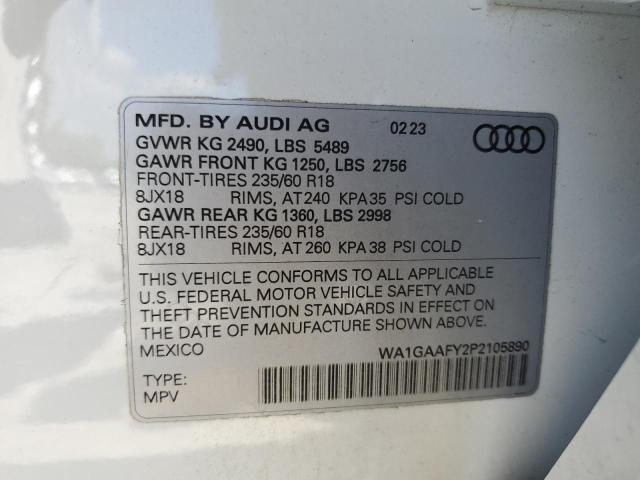 MFD. BY AUDI AG 02 23
GVWR KG 2490, LBS 5489
GAWR FRONT KG 1250, LBS 2756
FRONT-TIRES 235/60 R18
8JX18 RIMS, AT 240 KPA 35 PSI COLD
GAWR REAR KG 1360, LBS 2998
REAR-TIRES 235/60 R18
8JX18 RIMS, AT 260 KPA 38 PSI COLD
THIS VEHICLE CONFORMS TO ALL APPLICABLE
U.S. FEDERAL MOTOR VEHICLE SAFETY AND
THEFT PREVENTION STANDARDS IN EFFECT ON
THE DATE OF MANUFACTURE SHOWN ABOVE.
MEXICO WA1GAAFY2P2105890
TYPE:
MPV